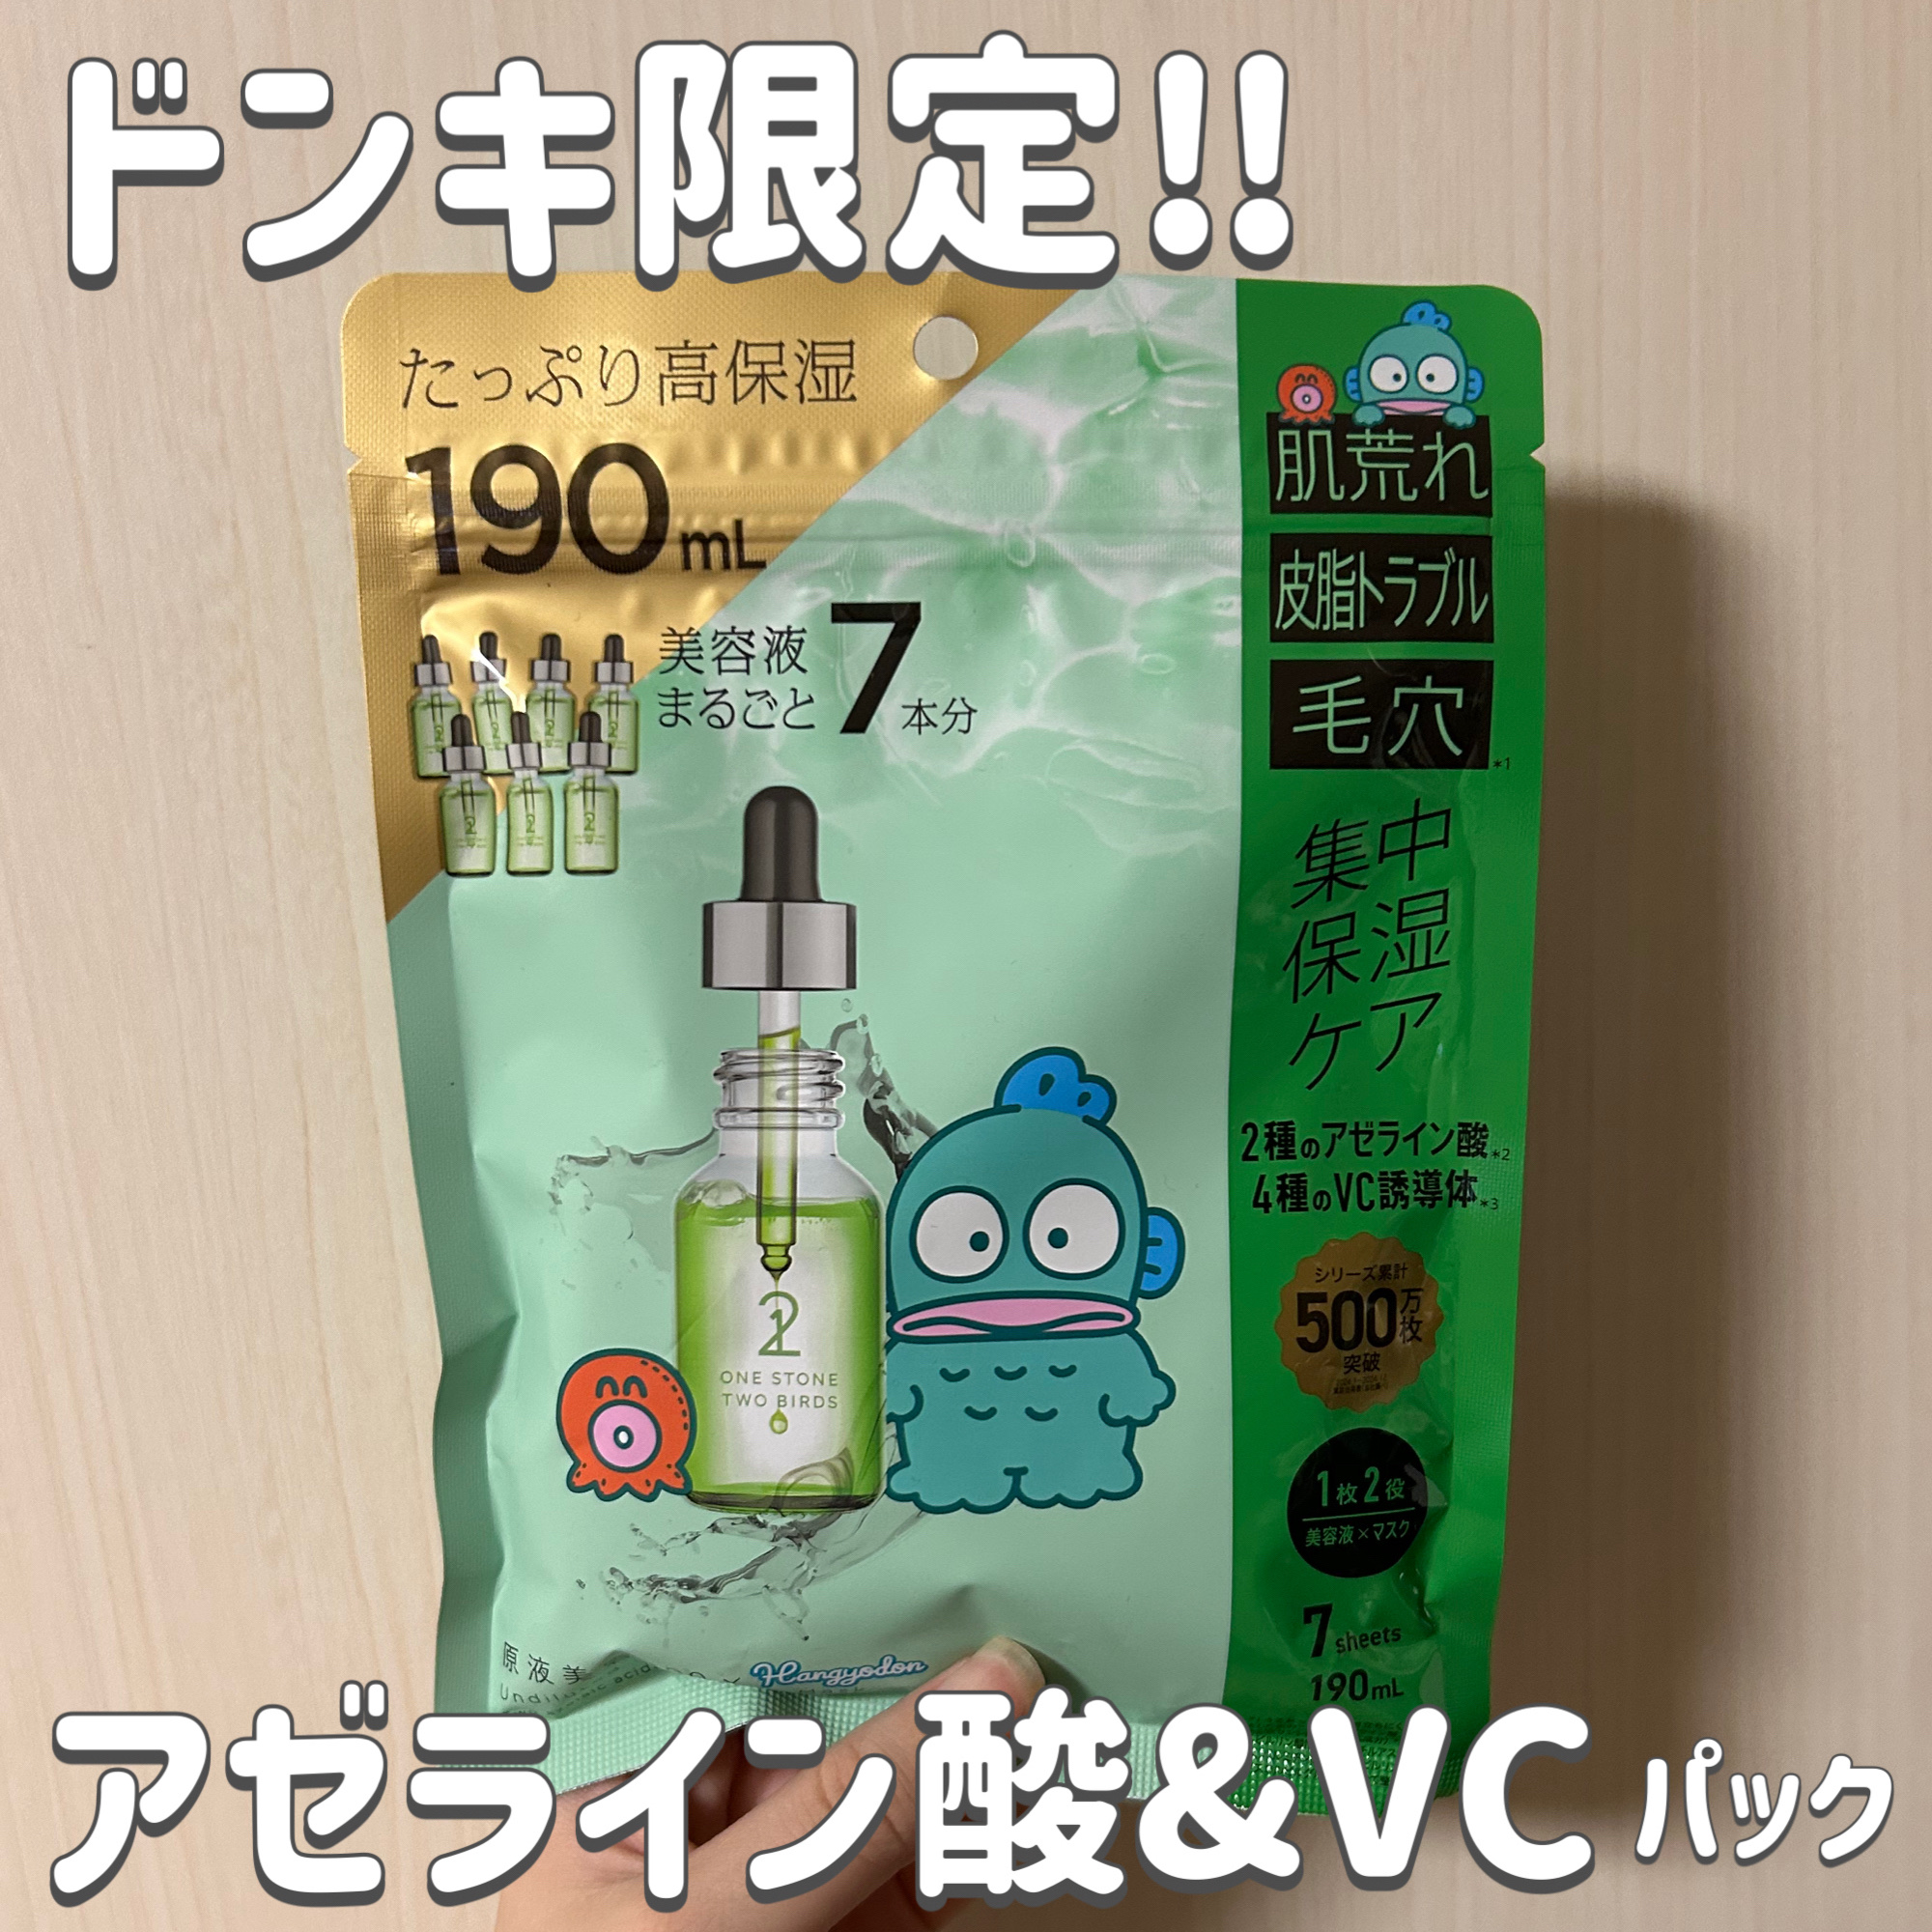 ドンキ限定!!
たっぷり高保湿
190mL
美容液
まるごと
7本分
肌荒れ
皮脂トラブル
毛穴*1
集中
保湿
ケア
2種のアゼライン酸*2
4種のVC誘導体*3
シリーズ累計
500万枚
突破
1枚2役
美容液×マスク
7 sheets
190mL
21
ONE STONE
TWO BIRDS
原液美
Hangyodon
アゼライン酸&VCパック